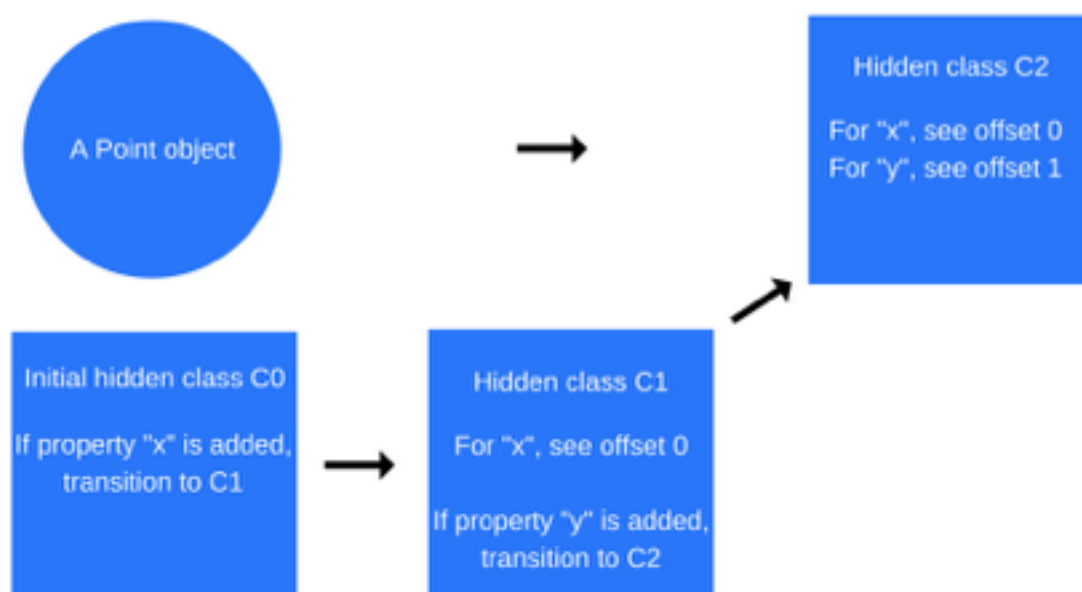 A Point object
Hidden class C2
For "x", see offset 0
For "y", see offset 1
Initial hidden class C0
If property "x" is added,
transition to C1
Hidden class C1
For "x", see offset 0
If property "y" is added,
transition to C2